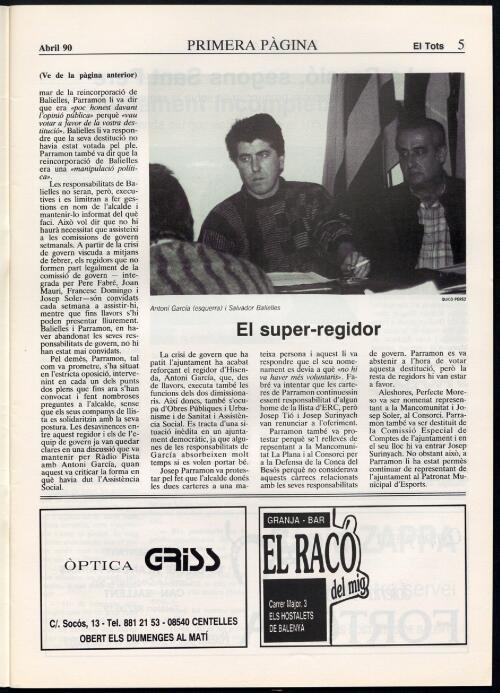 Abril 90
PRIMERA PÀGINA
El Tots 5
(Ve de la pàgina anterior)
mar de la reincorporació de
Balielles, Parramon li va dir
que era «poc honest davant
l'opinió pública» perquè «vau
votar a favor de la vostra des-
titució». Balielles li va respon-
dre que la seva destitució no
havia estat votada pel ple.
Parramon també va dir que la
reincorporació de Balielles
era una «manipulació políti-
ca».
Les responsabilitats de Ba-
lielles no seran, però, execu-
tives i es limitran a fer ges-
tions en nom de l'alcalde i
mantenir-lo informat del què
faci. Això vol dir que no hi
haurà necessitat que assisteixi
a les comissions de govern
setmanals. A partir de la crisi
de govern viscuda a mitjans
de febrer, els regidors que no
formen part legalment de la
comissió de govern — inte-
grada per Pere Fabré, Joan
Mauri, Francesc Domingo i
Josep Soler— són convidats
cada setmana a assistir-hi,
mentre que fins llavors s'hi
poden presentar lliurement.
Balielles i Parramon, en ha-
ver abandonat les seves res-
ponsabilitats de govern, no hi
han estat mai convidats.
Pel demés, Parramon, tal
com va prometre, s'ha situat
en l'estricta oposició, interve-
nint en cada un dels punts
dos plens que fins ara s'han
convocat i fent nombroses
preguntes a l'alcalde, sense
que els seus companys de llis-
ta es solidaritzin amb la seva
postura. Les desavinences en-
tre aquest regidor i els de l'e-
quip de govern ja van quedar
clares en una discussió que va
mantenir per Ràdio Pista
amb Antoni García, quan
aquest va criticar la forma en
què havia dut l'Assistència
Social.
QUICO PÉREZ
Antoni García (esquerra) i Salvador Balielles
El super-regidor
La crisi de govern que ha
patit l'ajuntament ha acabat
reforçant el regidor d'Hisen-
da, Antoni García, que, des
de llavors, executa també les
funcions dels dos dimissiona-
ris. Així doncs, també s'ocu-
pa d'Obres Públiques i Urba-
nisme i de Sanitat i Assistèn-
cia Social. Es tracta d'una si-
tuació inèdita en un ajunta-
ment democràtic, ja que algu-
nes de les responsabilitats de
García absorbeixen molt
temps si es volen portar bé.
Josep Parramon va protes-
tar pel fet que l'alcalde donés
les dues carteres a una ma-
teixa persona i aquest li va
respondre que el seu nome-
nament es devia a què «no hi
va haver més voluntaris». Fa-
bré va intentar que les carte-
res de Parramon continuessin
essent responsabilitat d'algun
home de la llista d'ERC, però
Josep Tió i Josep Surinyach
van renunciar a l'oferiment.
Parramon també va pro-
testar perquè se'l rellevés de
representant a la Mancomuni-
tat La Plana i al Consorci per
a la Defensa de la Conca del
Besòs perquè no considerava
aquests càrrecs relacionats
amb les seves responsabilitats
de govern. Parramon es va
abstenir a l'hora de votar
aquesta destitució, però la
resta de regidors hi van estar
a favor.
Aleshores, Perfecte More-
so va ser nomenat represen-
tant a la Mancomunitat i Jo-
sep Soler, al Consorci. Parra-
mon també va ser destituït de
la Comissió Especial de
Comptes de l'ajuntament i en
el seu lloc hi va entrar Josep
Surinyach. No obstant això, a
Parramon li ha estat permès
continuar de representant de
l'ajuntament al Patronat Mu-
nicipal d'Esports.
ÒPTICA GRISS
C/. Socós, 13 - Tel. 881 21 53 - 08540 CENTELLES
OBERT ELS DIUMENGES AL MATÍ
GRANJA - BAR
EL RACÓ
del mig
Carrer Major, 3
ELS HOSTALETS
DE BALENYA